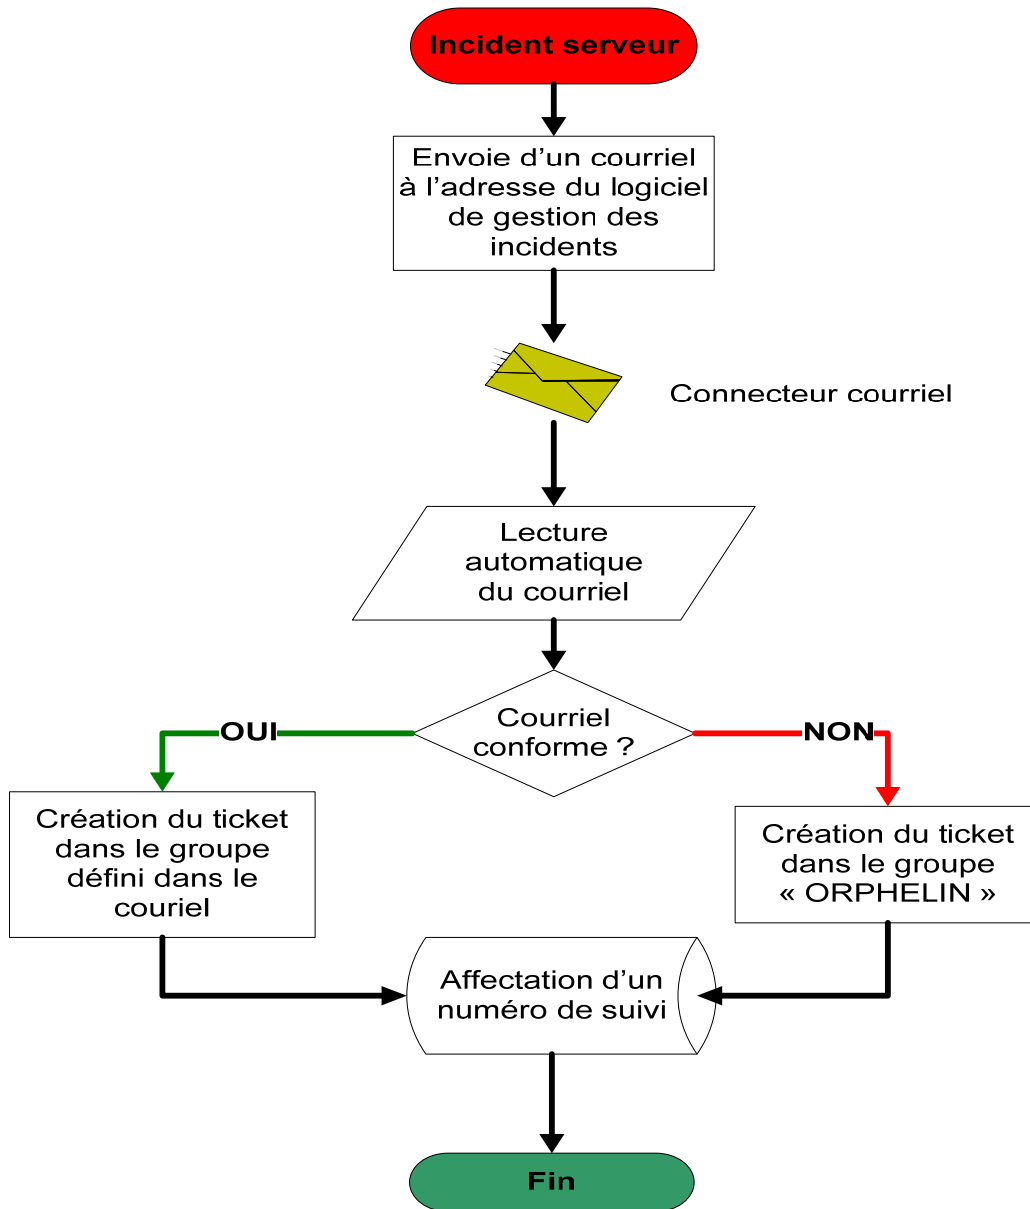 Incident serveur
Envoie d’un courriel
à l’adresse du logiciel
de gestion des
incidents
Connecteur courriel
Lecture
automatique
du courriel
Courriel
conforme ?
OUI
NON
Création du ticket
dans le groupe
défini dans le
couriel
Création du ticket
dans le groupe
« ORPHELIN »
Affectation d’un
numéro de suivi
Fin